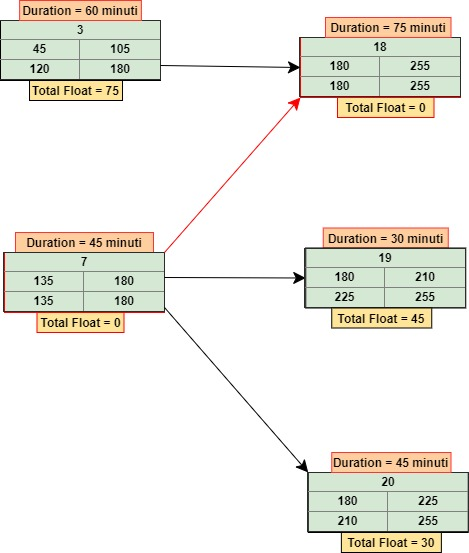 Duration = 60 minuti
3
45 105
120 180
Total Float = 75
Duration = 75 minuti
18
180 255
180 255
Total Float = 0
Duration = 45 minuti
7
135 180
135 180
Total Float = 0
Duration = 30 minuti
19
180 210
225 255
Total Float = 45
Duration = 45 minuti
20
180 225
210 255
Total Float = 30